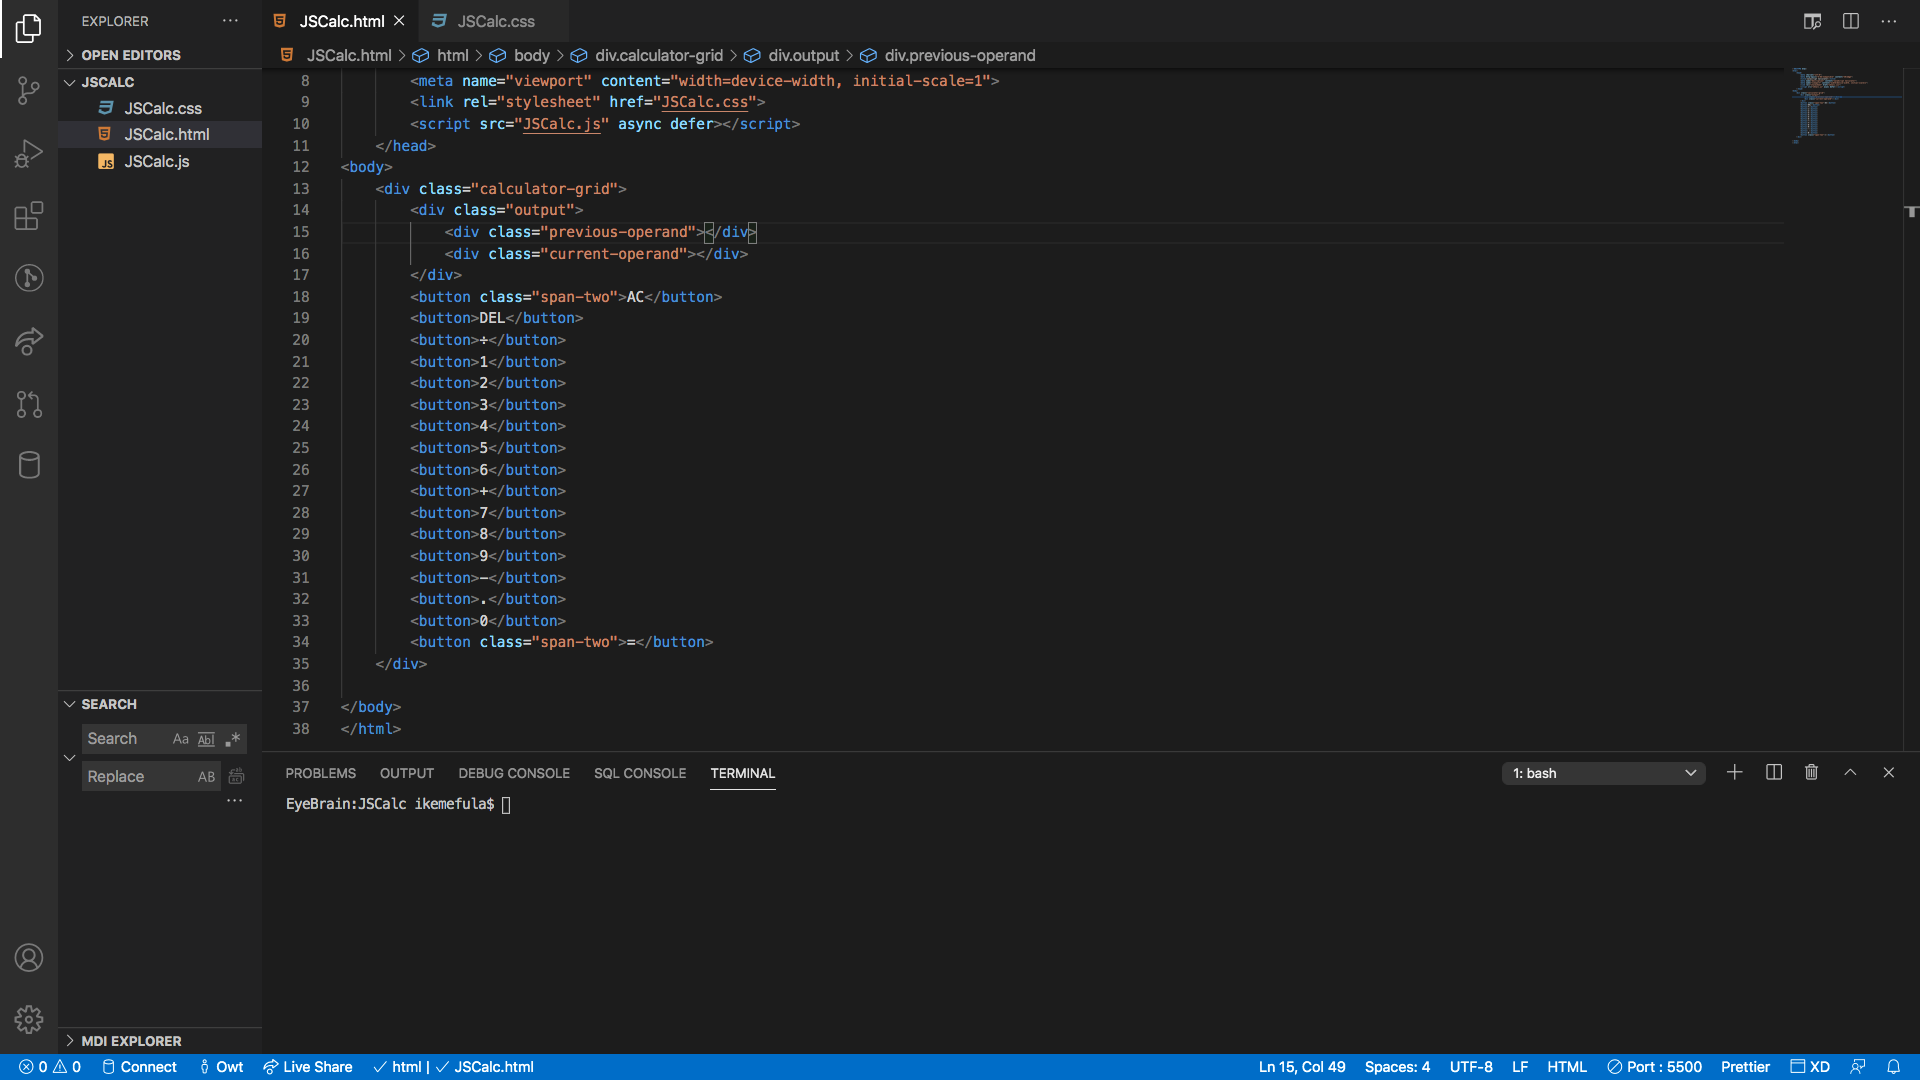 EXPLORER
OPEN EDITORS
JSCALC
JSCalc.css
JSCalc.html
JSCalc.js
SEARCH
Search Aa Abl .*
Replace AB
MDI EXPLORER
JSCalc.html JSCalc.css
JSCalc.html > html > body > div.calculator-grid > div.output > div.previous-operand
8 <meta name="viewport" content="width=device-width, initial-scale=1">
9 <link rel="stylesheet" href="JSCalc.css">
10 <script src="JSCalc.js" async defer></script>
11 </head>
12 <body>
13 <div class="calculator-grid">
14 <div class="output">
15 <div class="previous-operand"></div>
16 <div class="current-operand"></div>
17 </div>
18 <button class="span-two">AC</button>
19 <button>DEL</button>
20 <button>÷</button>
21 <button>1</button>
22 <button>2</button>
23 <button>3</button>
24 <button>4</button>
25 <button>5</button>
26 <button>6</button>
27 <button>+</button>
28 <button>7</button>
29 <button>8</button>
30 <button>9</button>
31 <button>-</button>
32 <button>.</button>
33 <button>0</button>
34 <button class="span-two">=</button>
35 </div>
36
37 </body>
38 </html>
PROBLEMS OUTPUT DEBUG CONSOLE SQL CONSOLE TERMINAL 1: bash
EyeBrain:JSCalc ikemefula$
0 0 Connect Owt Live Share html | JSCalc.html Ln 15, Col 49 Spaces: 4 UTF-8 LF HTML Port : 5500 Prettier XD